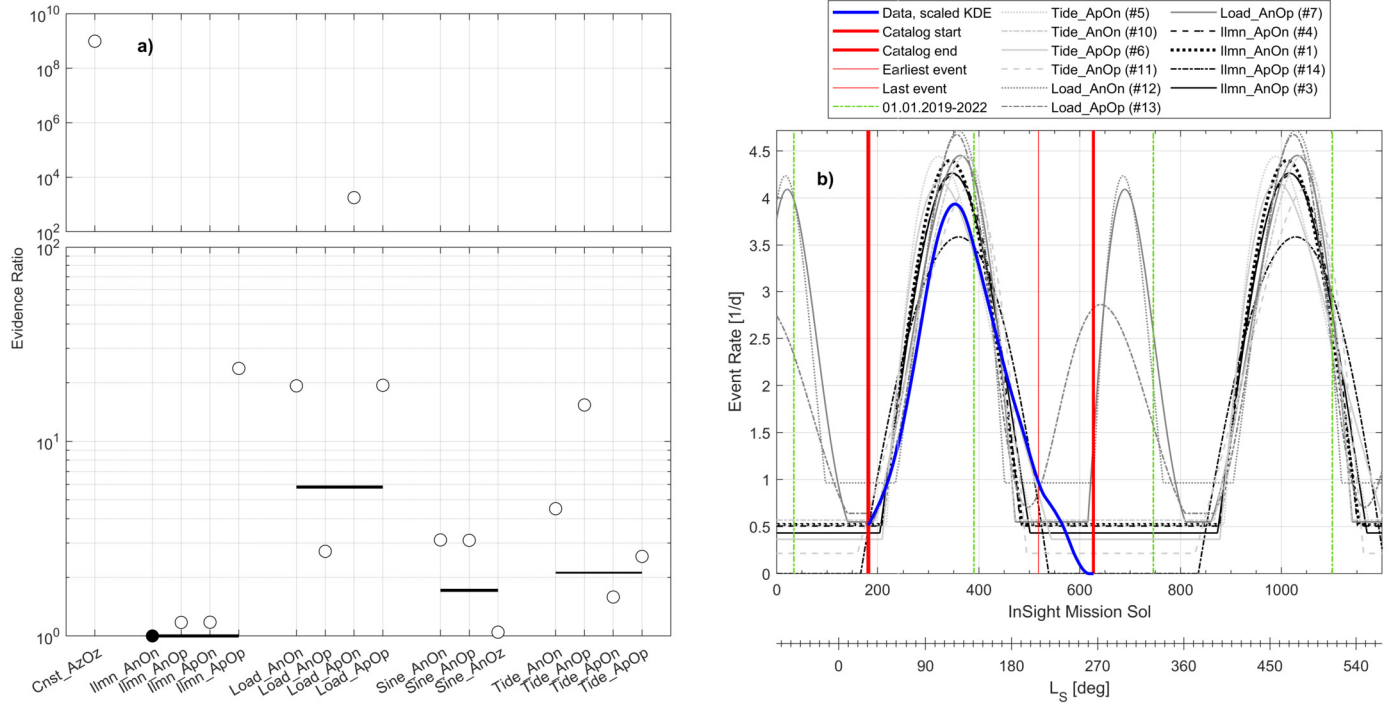 a)
10^10
10^8
10^6
10^4
10^2
10^2
10^1
10^0
Evidence Ratio
Cnst_AzOz
Ilmn_AnOn
Ilmn_AnOp
Ilmn_ApOn
Ilmn_ApOp
Load_AnOn
Load_AnOp
Load_ApOn
Load_ApOp
Sine_AnOn
Sine_AnOp
Sine_AnOz
Tide_AnOn
Tide_AnOp
Tide_ApOn
Tide_ApOp
Data, scaled KDE
Catalog start
Catalog end
Earliest event
Last event
01.01.2019-2022
Tide_ApOn (#5)
Tide_AnOn (#10)
Tide_ApOp (#6)
Tide_AnOp (#11)
Load_AnOn (#12)
Load_ApOp (#13)
Load_AnOp (#7)
Ilmn_ApOn (#4)
Ilmn_AnOn (#1)
Ilmn_ApOp (#14)
Ilmn_AnOp (#3)
b)
4.5
4
3.5
3
2.5
2
1.5
1
0.5
0
Event Rate [1/d]
0 200 400 600 800 1000
InSight Mission Sol
0 90 180 270 360 450 540
L_S [deg]